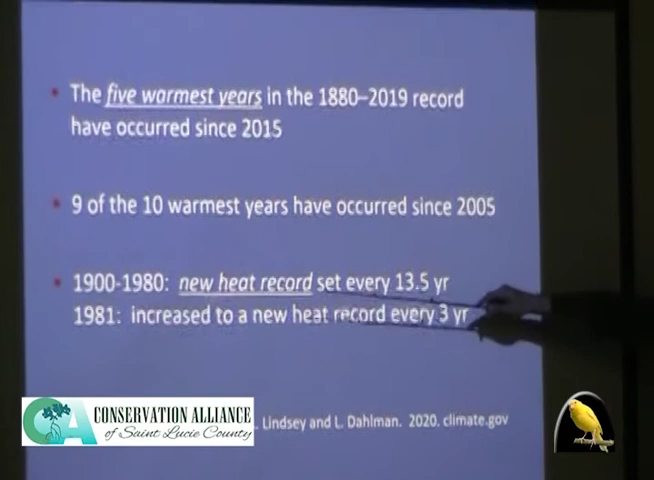 • The five warmest years in the 1880–2019 record
have occurred since 2015
• 9 of the 10 warmest years have occurred since 2005
• 1900-1980: new heat record set every 13.5 yr
1981: increased to a new heat record every 3 yr
. Lindsey and L. Dahlman. 2020. climate.gov
CA CONSERVATION ALLIANCE
of Saint Lucie County